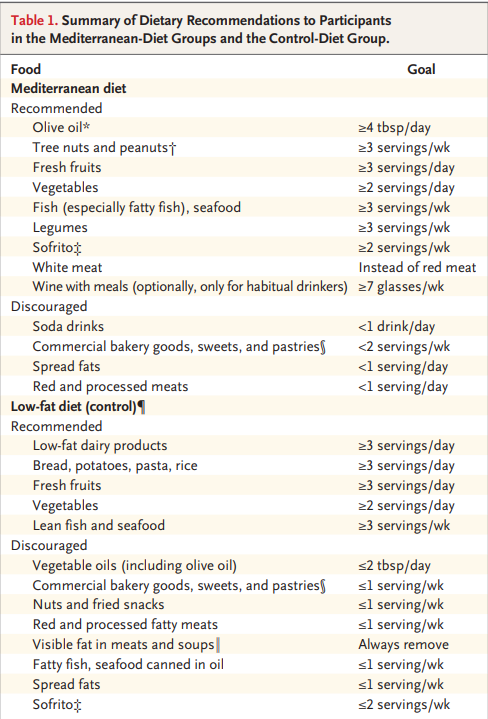 Table 1. Summary of Dietary Recommendations to Participants
in the Mediterranean-Diet Groups and the Control-Diet Group.
Food Goal
Mediterranean diet
Recommended
Olive oil* ≥4 tbsp/day
Tree nuts and peanuts† ≥3 servings/wk
Fresh fruits ≥3 servings/day
Vegetables ≥2 servings/day
Fish (especially fatty fish), seafood ≥3 servings/wk
Legumes ≥3 servings/wk
Sofrito‡ ≥2 servings/wk
White meat Instead of red meat
Wine with meals (optionally, only for habitual drinkers) ≥7 glasses/wk
Discouraged
Soda drinks <1 drink/day
Commercial bakery goods, sweets, and pastries§ <2 servings/wk
Spread fats <1 serving/day
Red and processed meats <1 serving/day
Low-fat diet (control)¶
Recommended
Low-fat dairy products ≥3 servings/day
Bread, potatoes, pasta, rice ≥3 servings/day
Fresh fruits ≥3 servings/day
Vegetables ≥2 servings/day
Lean fish and seafood ≥3 servings/wk
Discouraged
Vegetable oils (including olive oil) ≤2 tbsp/day
Commercial bakery goods, sweets, and pastries§ ≤1 serving/wk
Nuts and fried snacks ≤1 serving/wk
Red and processed fatty meats ≤1 serving/wk
Visible fat in meats and soups‖ Always remove
Fatty fish, seafood canned in oil ≤1 serving/wk
Spread fats ≤1 serving/wk
Sofrito‡ ≤2 servings/wk